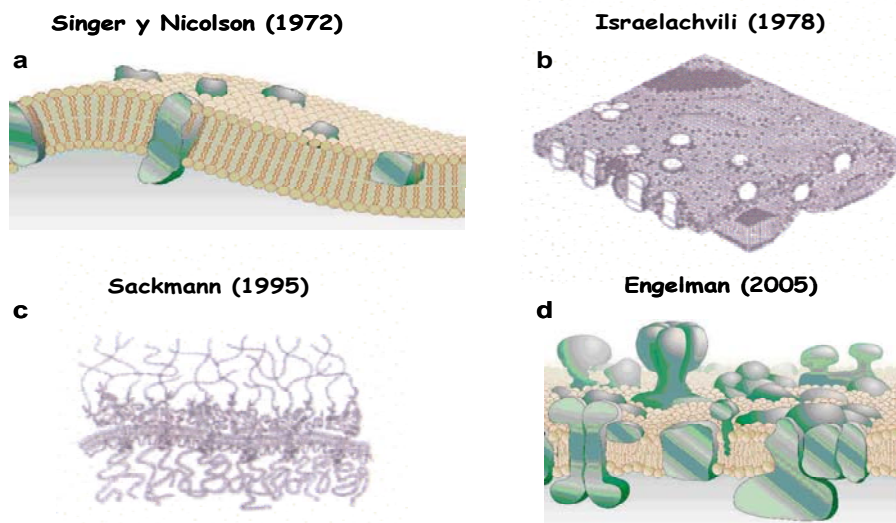 Singer y Nicolson (1972)
Israelachvili (1978)
a
b
Sackmann (1995)
Engelman (2005)
c
d